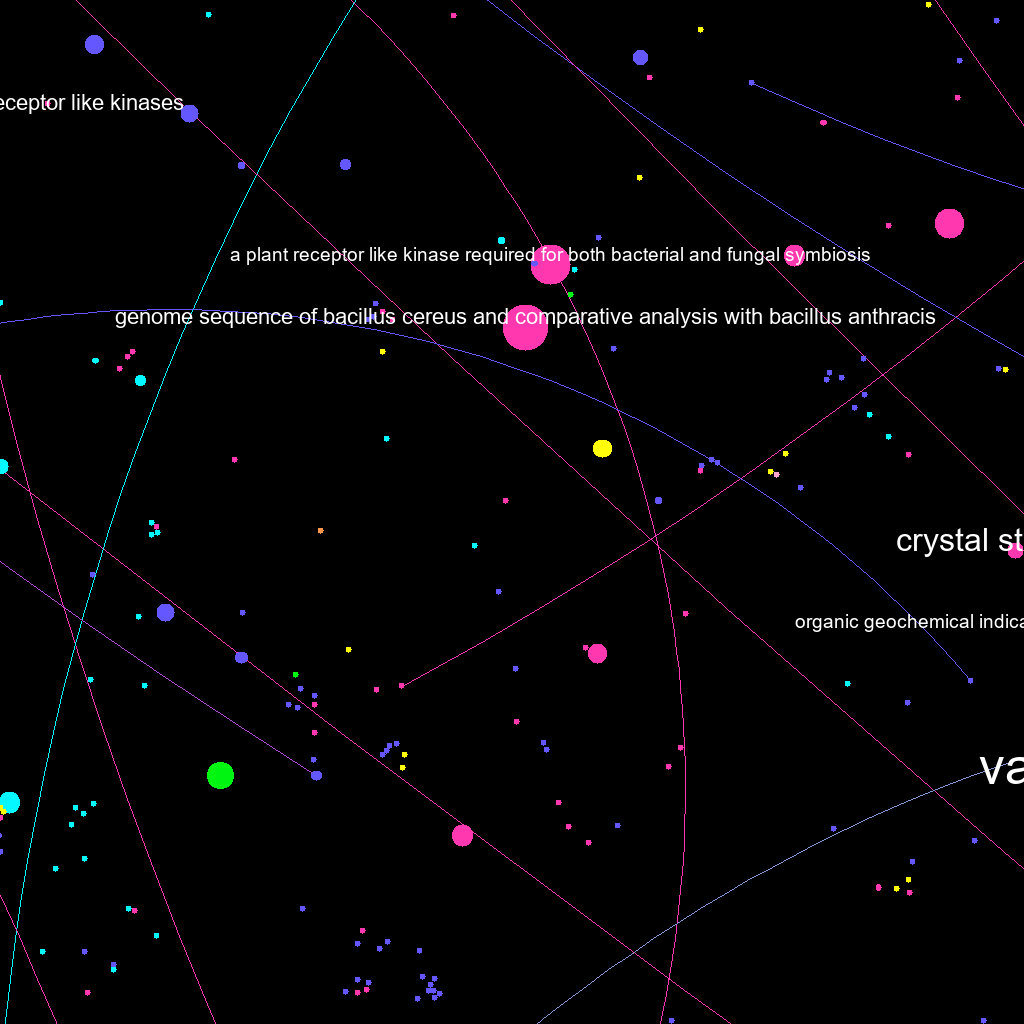 receptor like kinases
a plant receptor like kinase required for both bacterial and fungal symbiosis
genome sequence of bacillus cereus and comparative analysis with bacillus anthracis
crystal st
organic geochemical indica
va